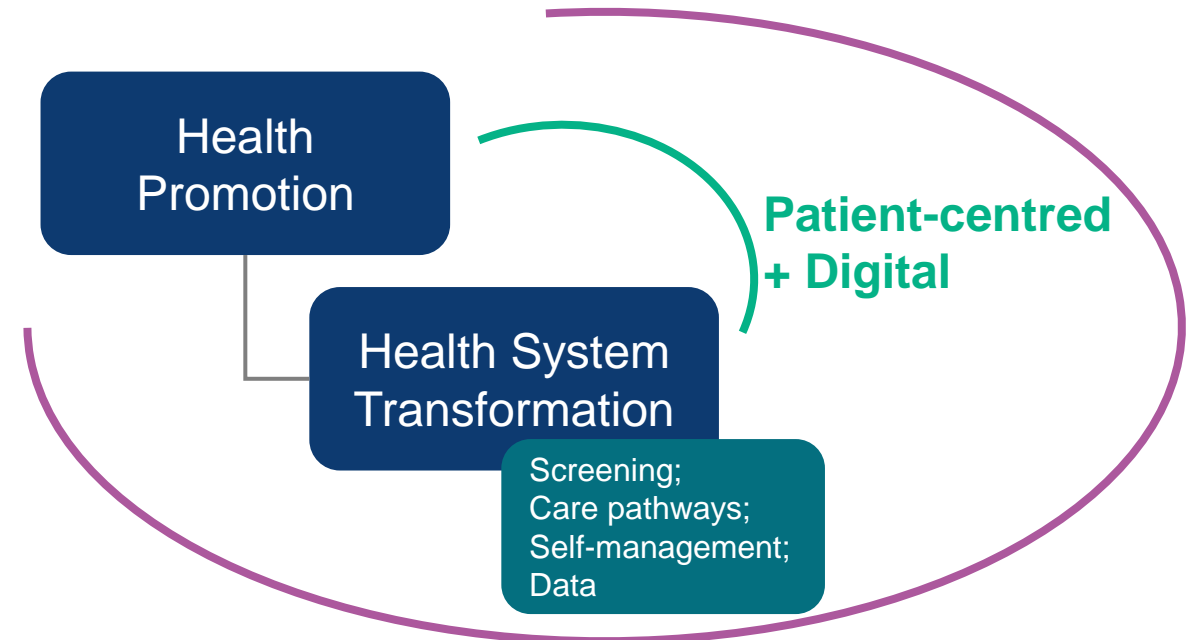 Health
Promotion
Patient-centred
+ Digital
Health System
Transformation
Screening;
Care pathways;
Self-management;
Data